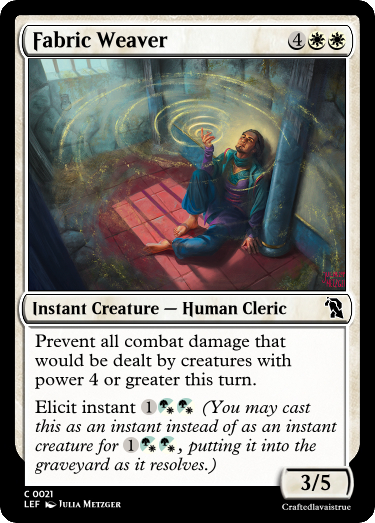 Fabric Weaver 4
Instant Creature — Human Cleric
Prevent all combat damage that
would be dealt by creatures with
power 4 or greater this turn.
Elicit instant 1 (You may cast
this as an instant instead of as an instant
creature for 1, putting it into the
graveyard as it resolves.)
3/5
C 0021
LEF Julia Metzger
Craftedlavaistrue